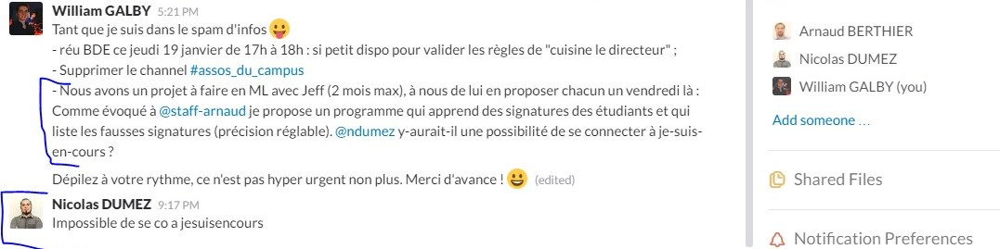 William GALBY 5:21 PM
Tant que je suis dans le spam d'infos
- réu BDE ce jeudi 19 janvier de 17h à 18h : si petit dispo pour valider les règles de "cuisine le directeur" ;
- Supprimer le channel #assos_du_campus
- Nous avons un projet à faire en ML avec Jeff (2 mois max), à nous de lui en proposer chacun un vendredi là :
Comme évoqué à @staff-arnaud je propose un programme qui apprend des signatures des étudiants et qui
liste les fausses signatures (précision réglable). @ndumez y-aurait-il une possibilité de se connecter à je-suis-
en-cours ?
Dépilez à votre rythme, ce n'est pas hyper urgent non plus. Merci d'avance ! (edited)
Nicolas DUMEZ 9:17 PM
Impossible de se co a jesuisencours
Arnaud BERTHIER
Nicolas DUMEZ
William GALBY (you)
Add someone ...
Shared Files
Notification Preferences